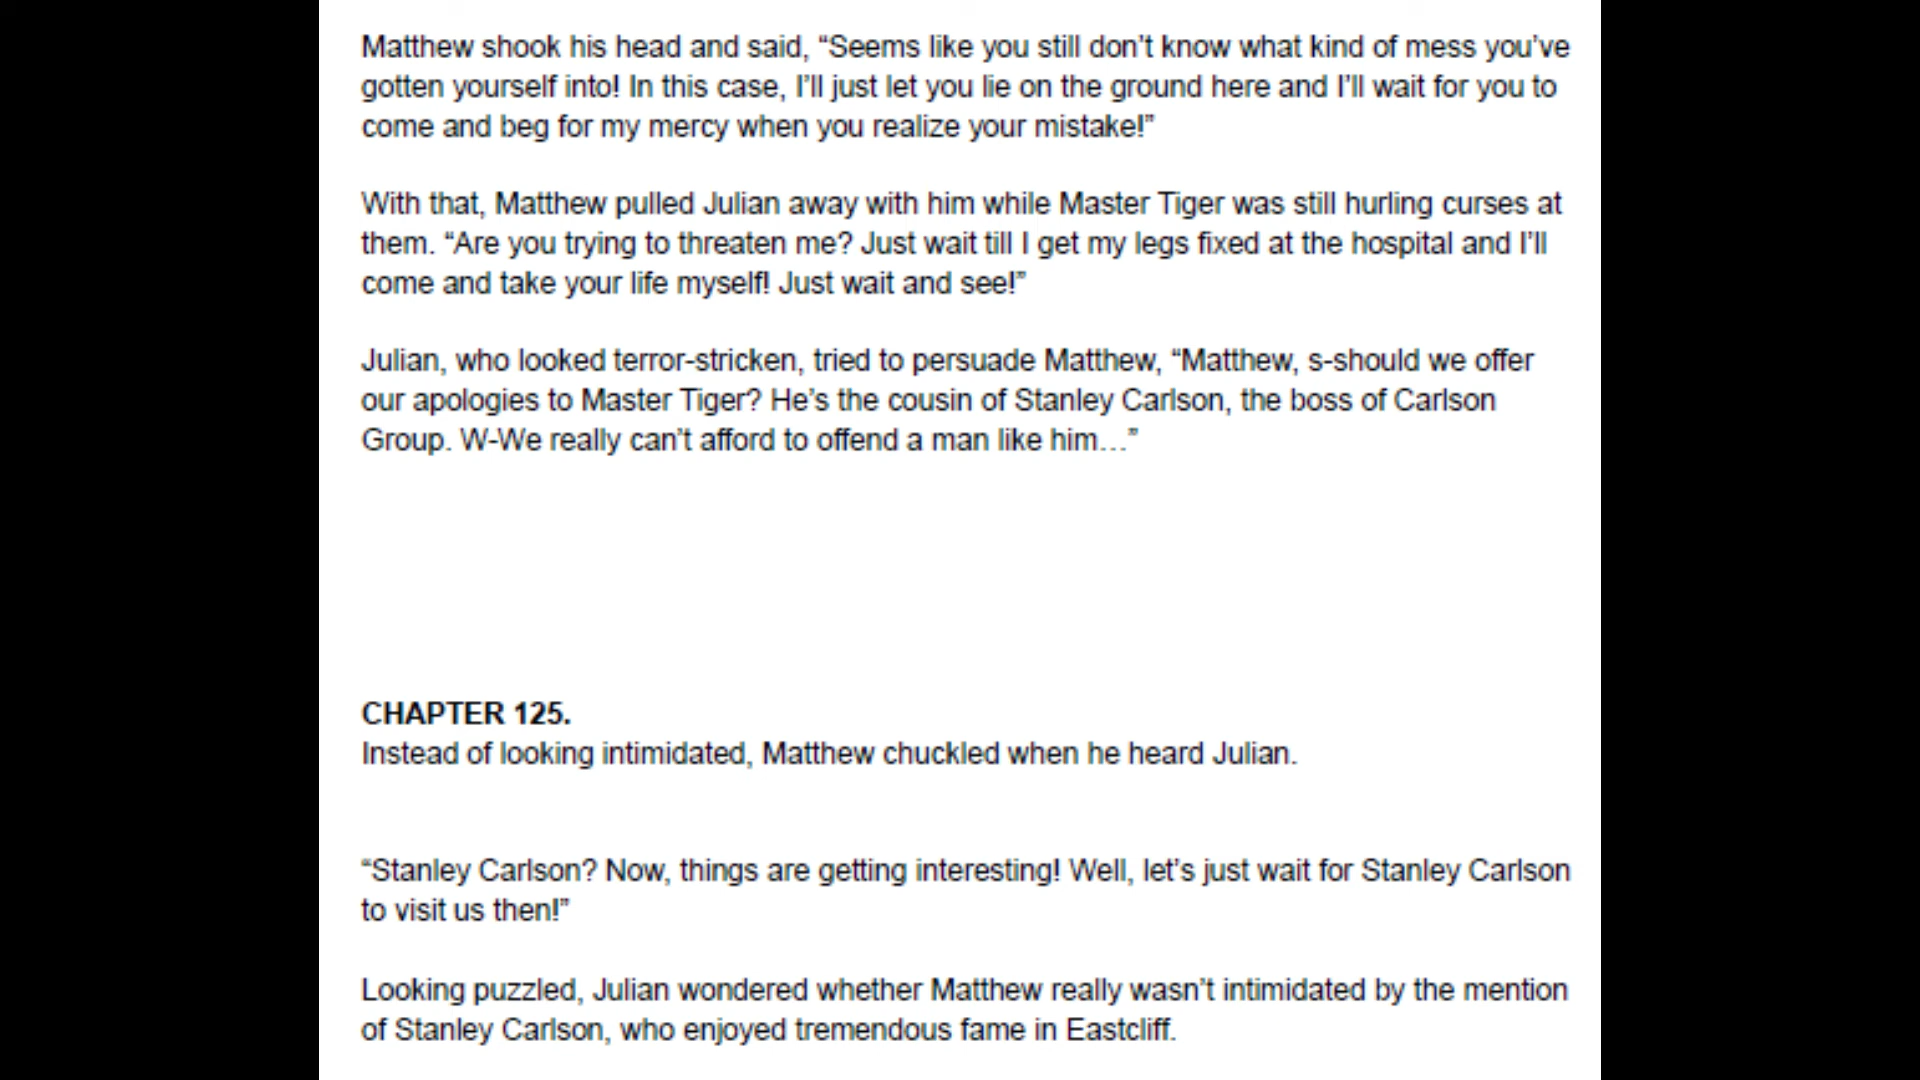 Matthew shook his head and said, “Seems like you still don’t know what kind of mess you’ve
gotten yourself into! In this case, I’ll just let you lie on the ground here and I’ll wait for you to
come and beg for my mercy when you realize your mistake!”
With that, Matthew pulled Julian away with him while Master Tiger was still hurling curses at
them. “Are you trying to threaten me? Just wait till I get my legs fixed at the hospital and I’ll
come and take your life myself! Just wait and see!”
Julian, who looked terror-stricken, tried to persuade Matthew, “Matthew, s-should we offer
our apologies to Master Tiger? He’s the cousin of Stanley Carlson, the boss of Carlson
Group. W-We really can’t afford to offend a man like him…”
CHAPTER 125.
Instead of looking intimidated, Matthew chuckled when he heard Julian.
“Stanley Carlson? Now, things are getting interesting! Well, let’s just wait for Stanley Carlson
to visit us then!”
Looking puzzled, Julian wondered whether Matthew really wasn’t intimidated by the mention
of Stanley Carlson, who enjoyed tremendous fame in Eastcliff.